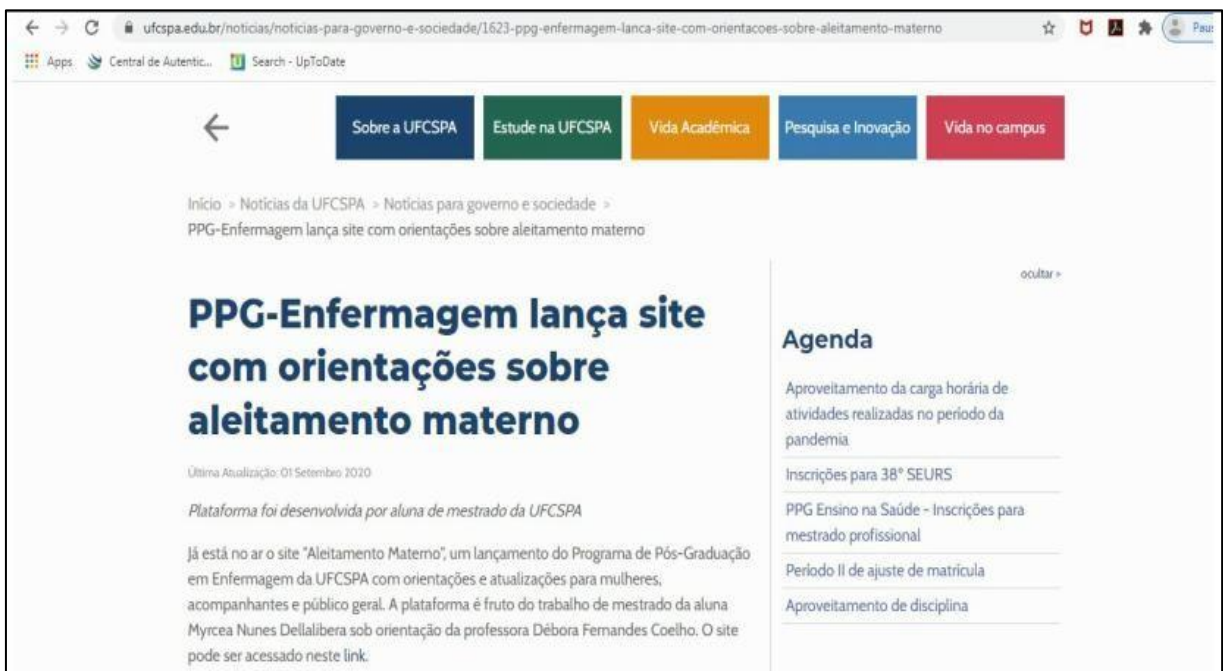 ufcspa.edu.br/noticias/noticias-para-governo-e-sociedade/1623-ppg-enfermagem-lanca-site-com-orientacoes-sobre-aleitamento-materno
Paus
Apps Central de Autentic... Search - UpToDate
Sobre a UFCSPA Estude na UFCSPA Vida Acadêmica Pesquisa e Inovação Vida no campus
Início > Notícias da UFCSPA > Notícias para governo e sociedade >
PPG-Enfermagem lança site com orientações sobre aleitamento materno
PPG-Enfermagem lança site
com orientações sobre
aleitamento materno
Última Atualização: 01 Setembro 2020
Plataforma foi desenvolvida por aluna de mestrado da UFCSPA
Já está no ar o site "Aleitamento Materno", um lançamento do Programa de Pós-Graduação
em Enfermagem da UFCSPA com orientações e atualizações para mulheres,
acompanhantes e público geral. A plataforma é fruto do trabalho de mestrado da aluna
Myrcea Nunes Dellalibera sob orientação da professora Débora Fernandes Coelho. O site
pode ser acessado neste link.
ocultar »
Agenda
Aproveitamento da carga horária de
atividades realizadas no período da
pandemia
Inscrições para 38º SEURS
PPG Ensino na Saúde - Inscrições para
mestrado profissional
Período II de ajuste de matrícula
Aproveitamento de disciplina